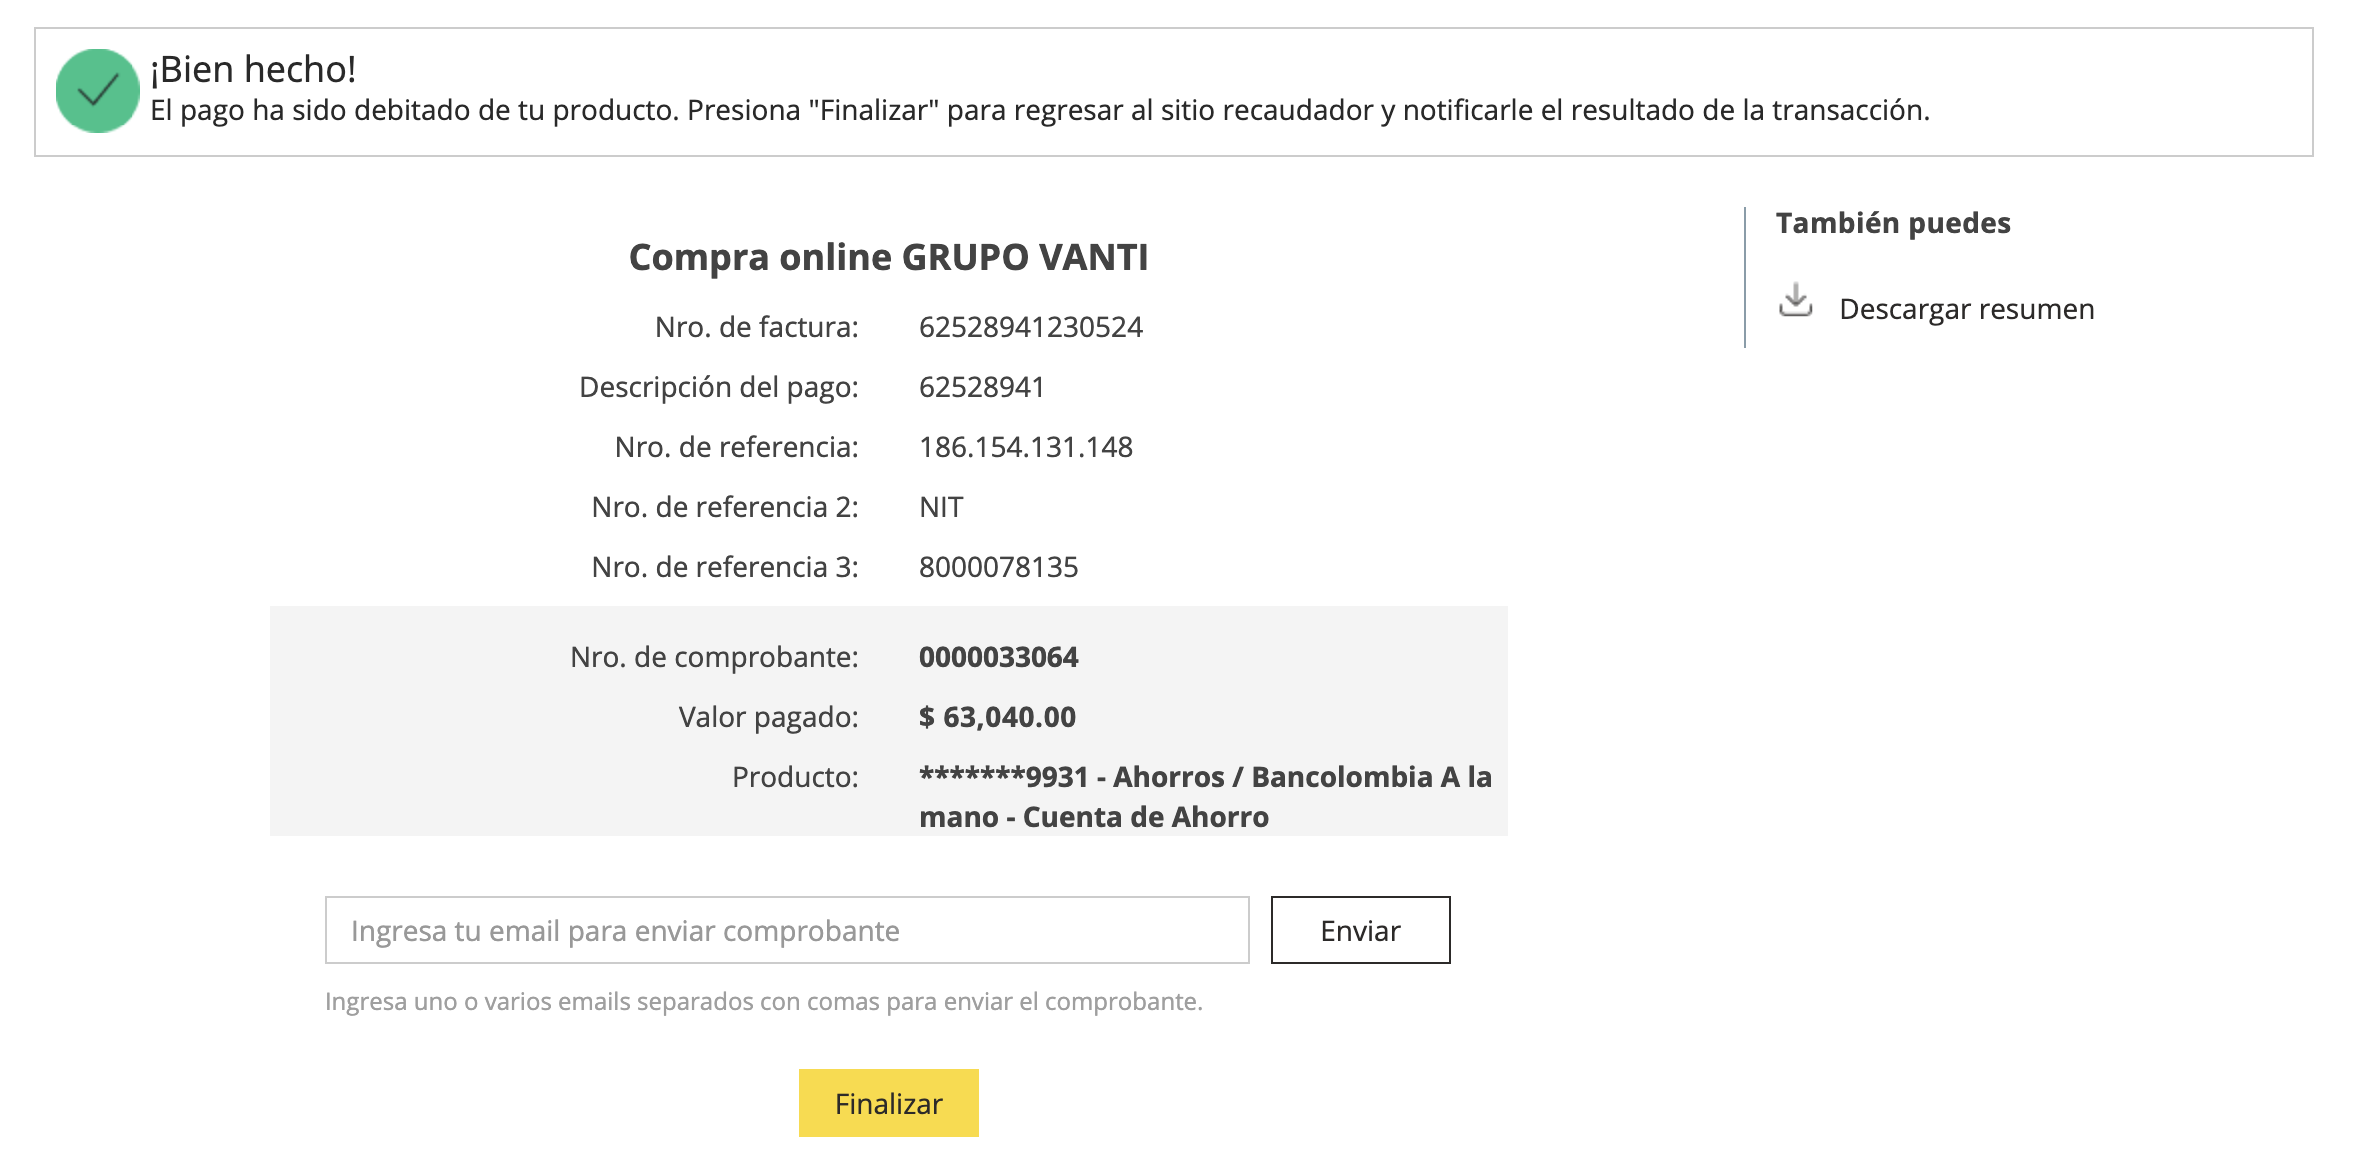 ¡Bien hecho!
El pago ha sido debitado de tu producto. Presiona "Finalizar" para regresar al sitio recaudador y notificarle el resultado de la transacción.
Compra online GRUPO VANTI
Nro. de factura: 62528941230524
Descripción del pago: 62528941
Nro. de referencia: 186.154.131.148
Nro. de referencia 2: NIT
Nro. de referencia 3: 8000078135
Nro. de comprobante: 0000033064
Valor pagado: $ 63,040.00
Producto: *******9931 - Ahorros / Bancolombia A la
mano - Cuenta de Ahorro
Ingresa tu email para enviar comprobante
Enviar
Ingresa uno o varios emails separados con comas para enviar el comprobante.
Finalizar
También puedes
Descargar resumen